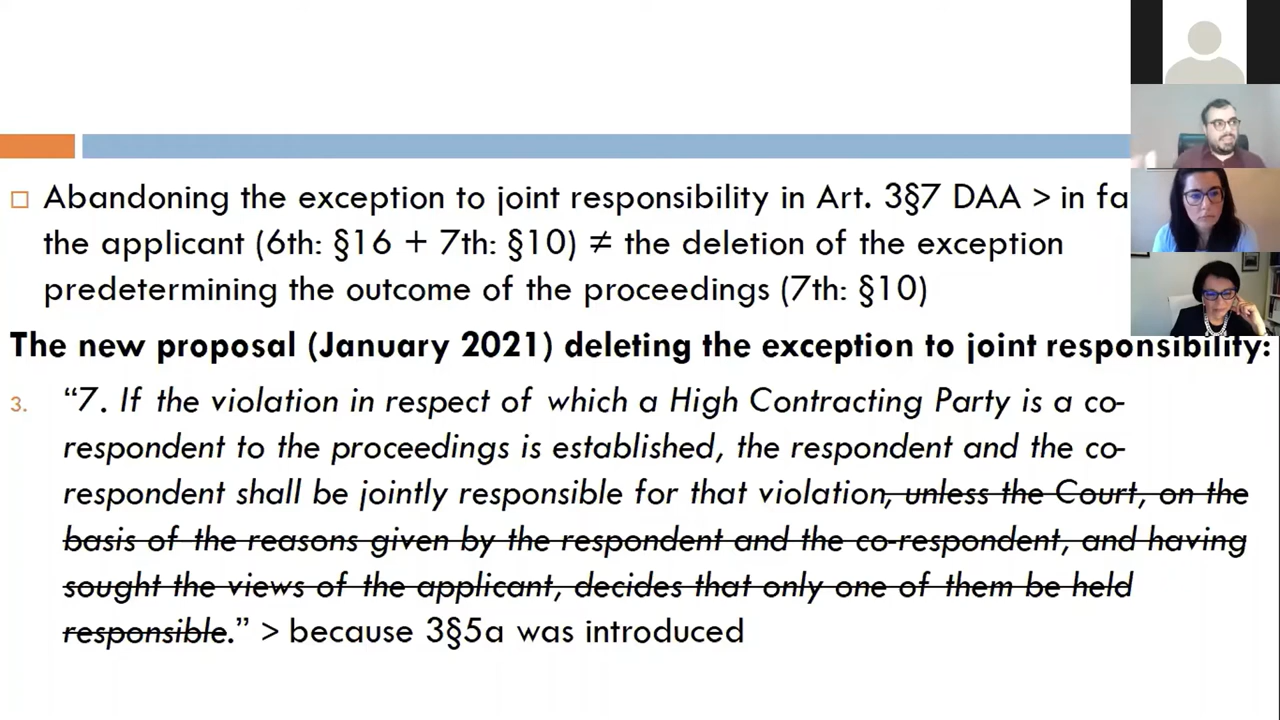 Abandoning the exception to joint responsibility in Art. 3§7 DAA > in
the applicant (6th: §16 + 7th: §10) ≠ the deletion of the exception
predetermining the outcome of the proceedings (7th: §10)
The new proposal (January 2021) deleting the exception to joint responsibility:
3. “7. If the violation in respect of which a High Contracting Party is a co-
respondent to the proceedings is established, the respondent and the co-
respondent shall be jointly responsible for that violation, unless the Court, on the
basis of the reasons given by the respondent and the co-respondent, and having
sought the views of the applicant, decides that only one of them be held
responsible.” > because 3§5a was introduced